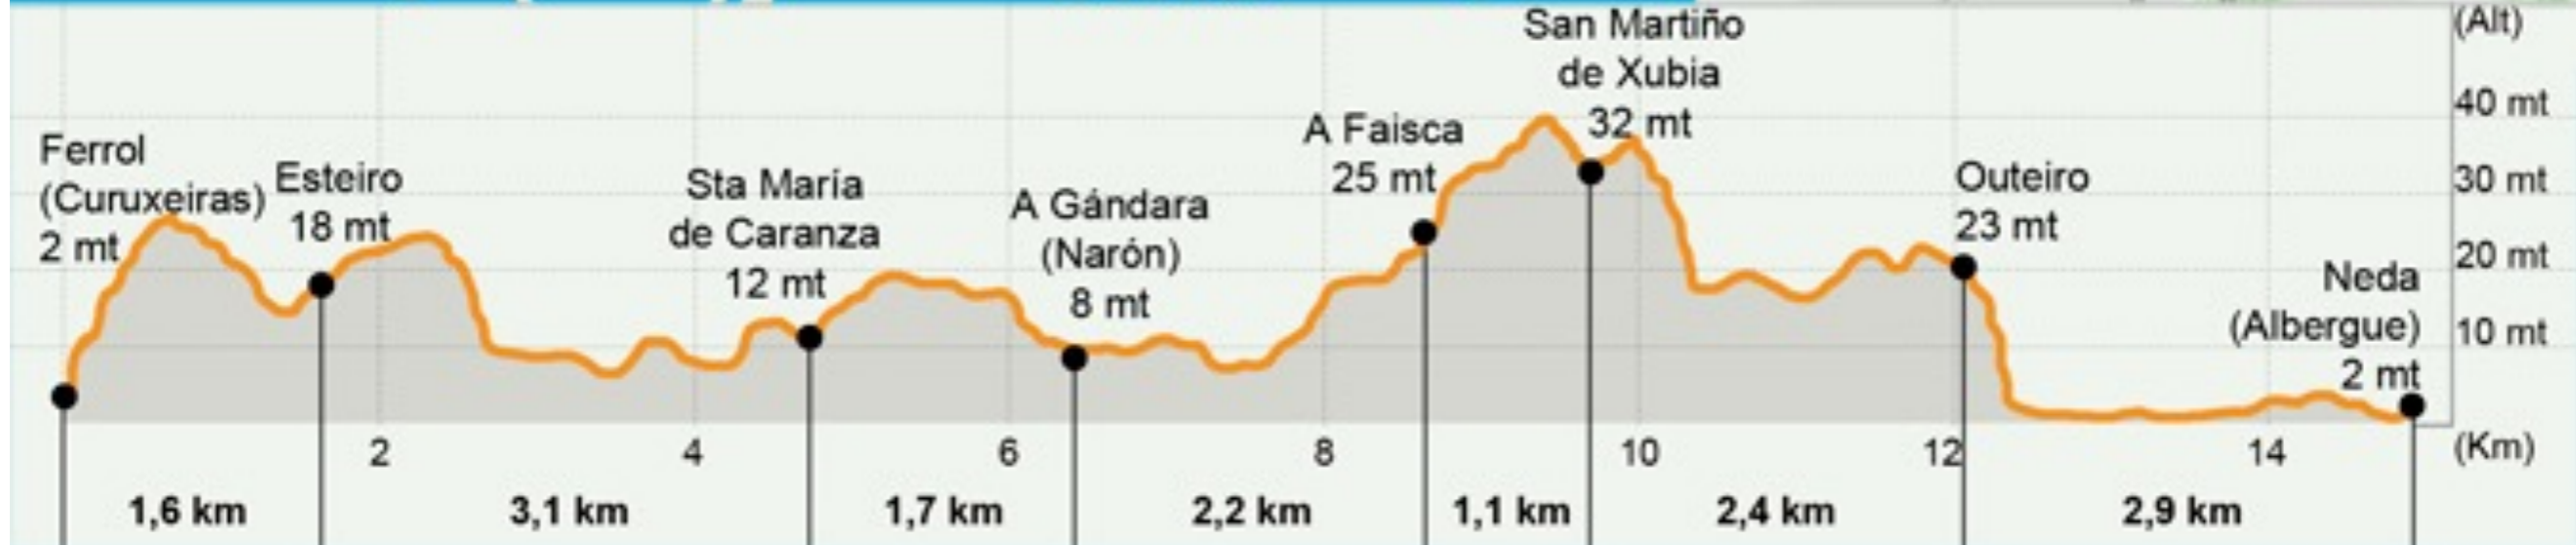 Ferrol
(Curuxeiras)
2 mt
Esteiro
18 mt
Sta María
de Caranza
12 mt
A Gándara
(Narón)
8 mt
A Faisca
25 mt
San Martiño
de Xubia
32 mt
Outeiro
23 mt
Neda
(Albergue)
2 mt
(Alt)
40 mt
30 mt
20 mt
10 mt
2 4 6 8 10 12 14 (Km)
1,6 km 3,1 km 1,7 km 2,2 km 1,1 km 2,4 km 2,9 km